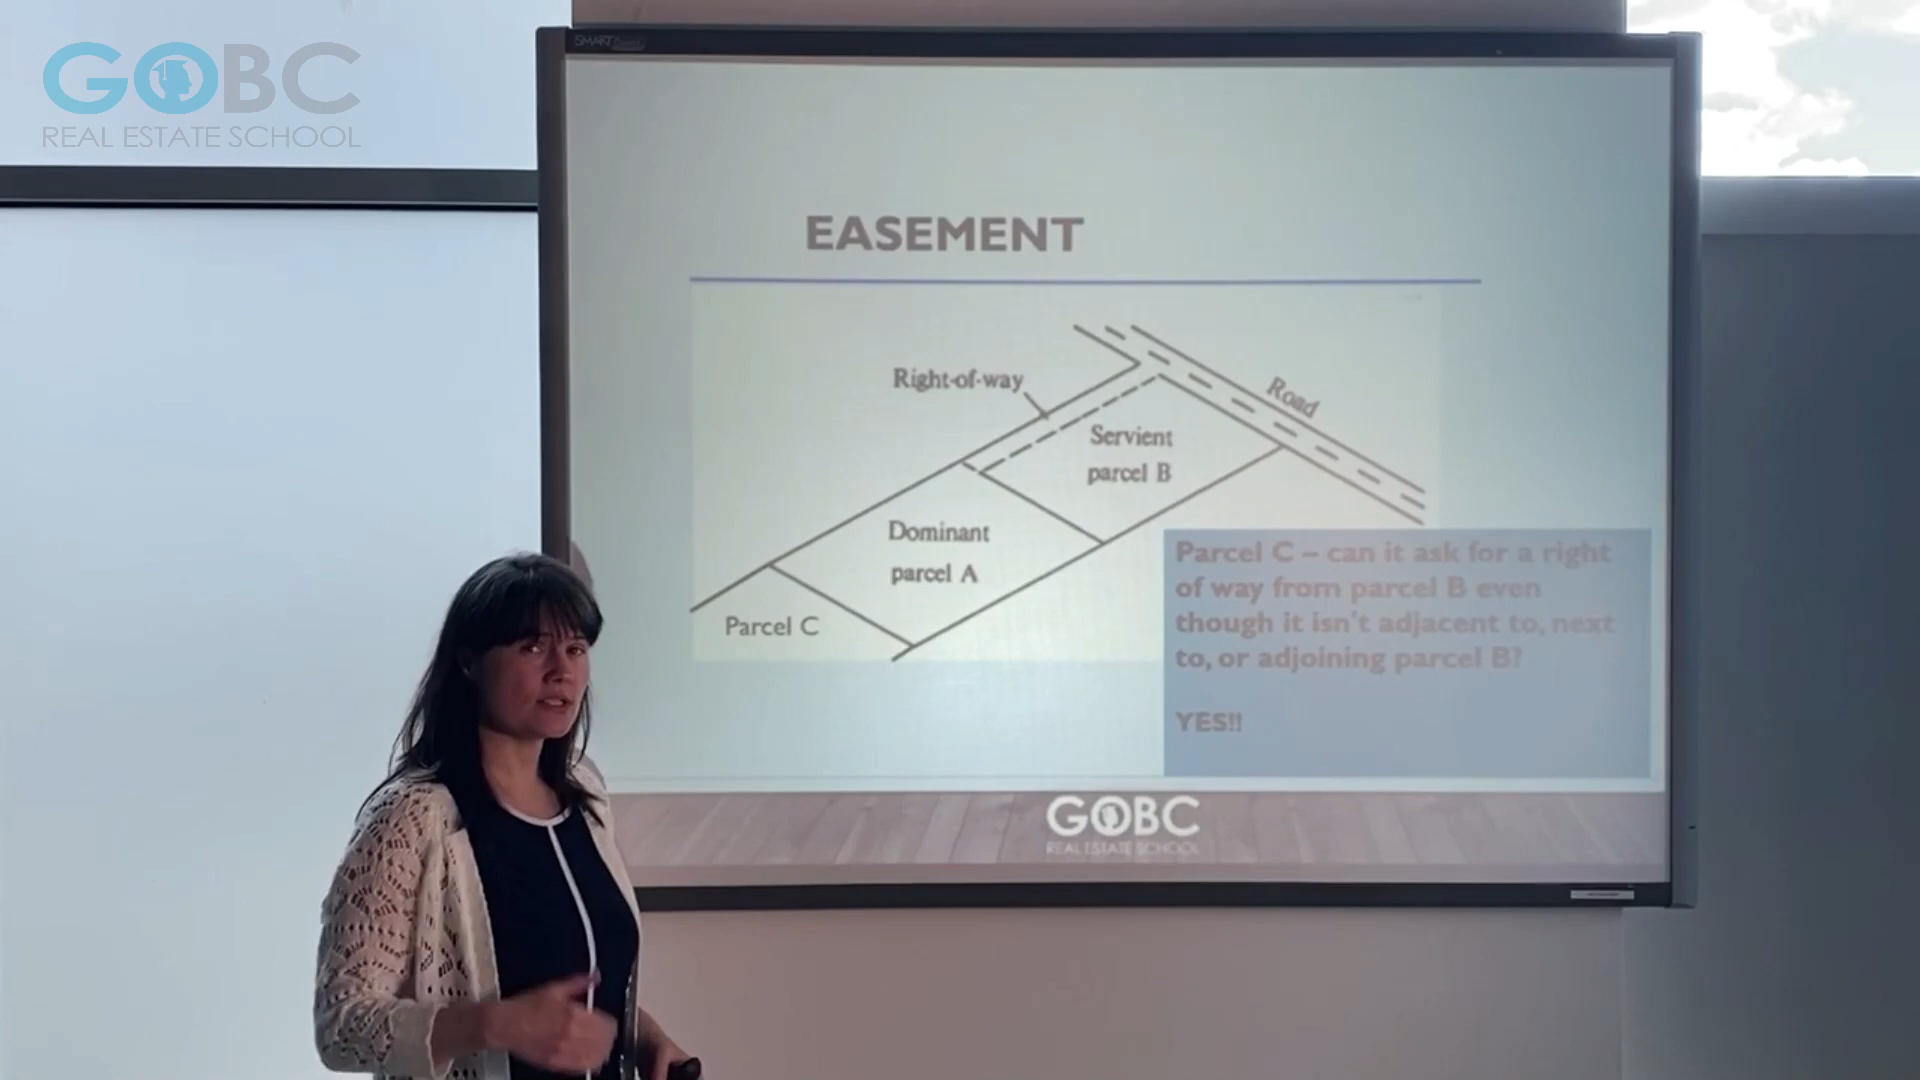 GOBC
REAL ESTATE SCHOOL
SMART
EASEMENT
Right-of-way
Road
Servient
parcel B
Dominant
parcel A
Parcel C
Parcel C – can it ask for a right
of way from parcel B even
though it isn't adjacent to, next
to, or adjoining parcel B?
YES!!
GOBC
REAL ESTATE SCHOOL